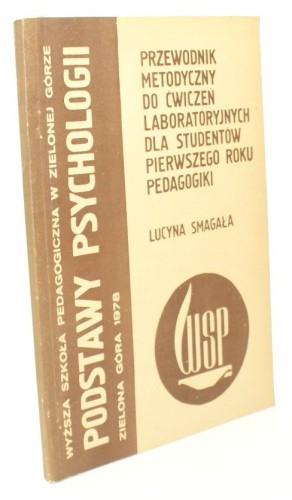 WYŻSZA SZKOŁA PEDAGOGICZNA W ZIELONEJ GÓRZE
PODSTAWY PSYCHOLOGII
ZIELONA GÓRA 1978
PRZEWODNIK
METODYCZNY
DO ĆWICZEŃ
LABORATORYJNYCH
DLA STUDENTÓW
PIERWSZEGO ROKU
PEDAGOGIKI
LUCYNA SMAGAŁA
WSP